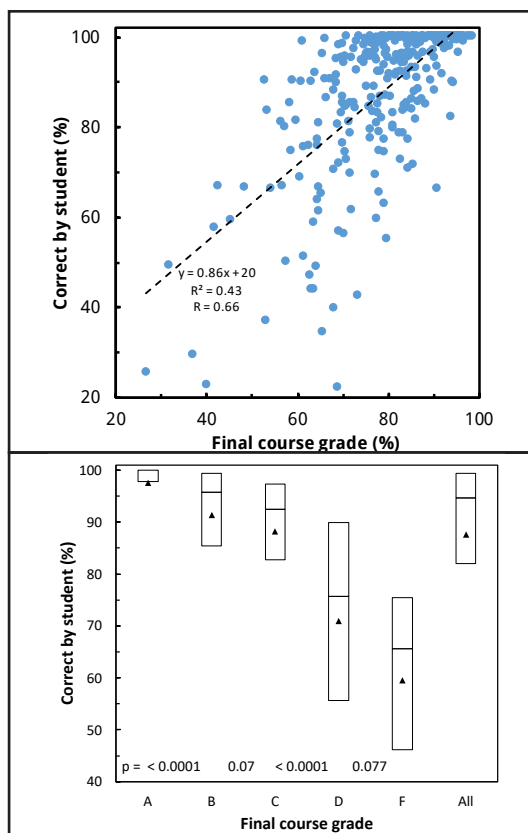 100
80
60
40
20
Correct by student (%)
y = 0.86x + 20
R² = 0.43
R = 0.66
20 40 60 80 100
Final course grade (%)
100
90
80
70
60
50
40
Correct by student (%)
p = < 0.0001 0.07 < 0.0001 0.077
A B C D F All
Final course grade